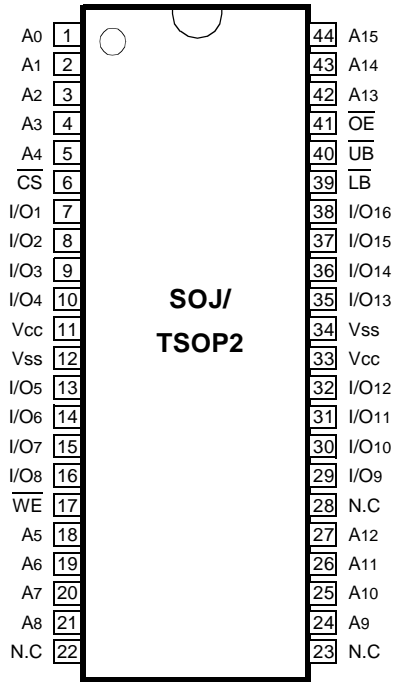 A0 1 44 A15
A1 2 43 A14
A2 3 42 A13
A3 4 41 OE
A4 5 40 UB
CS 6 39 LB
I/O1 7 38 I/O16
I/O2 8 37 I/O15
I/O3 9 36 I/O14
I/O4 10 SOJ/ 35 I/O13
Vcc 11 34 Vss
TSOP2
Vss 12 33 Vcc
I/O5 13 32 I/O12
I/O6 14 31 I/O11
I/O7 15 30 I/O10
I/O8 16 29 I/O9
WE 17 28 N.C
A5 18 27 A12
A6 19 26 A11
A7 20 25 A10
A8 21 24 A9
N.C 22 23 N.C